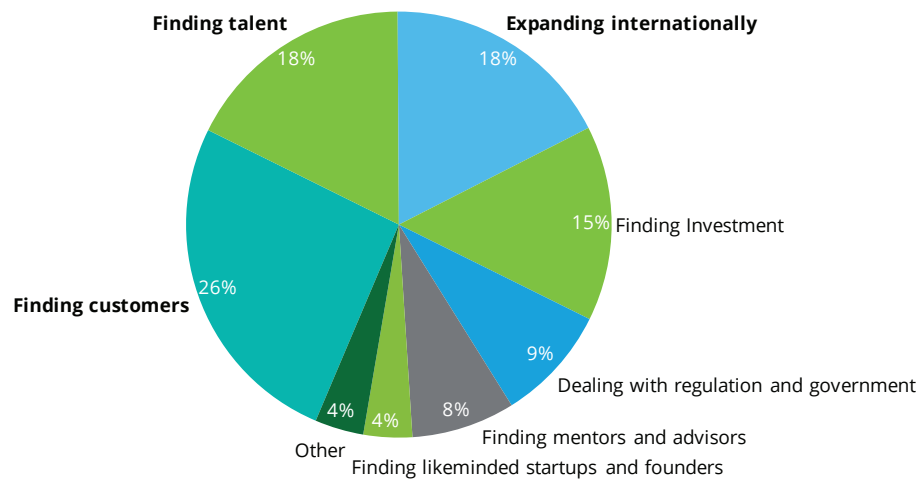 Finding talent
Expanding internationally
18%
18%
15%
Finding Investment
26%
Finding customers
9%
Dealing with regulation and government
8%
4%
4%
Finding mentors and advisors
Other
Finding likeminded startups and founders